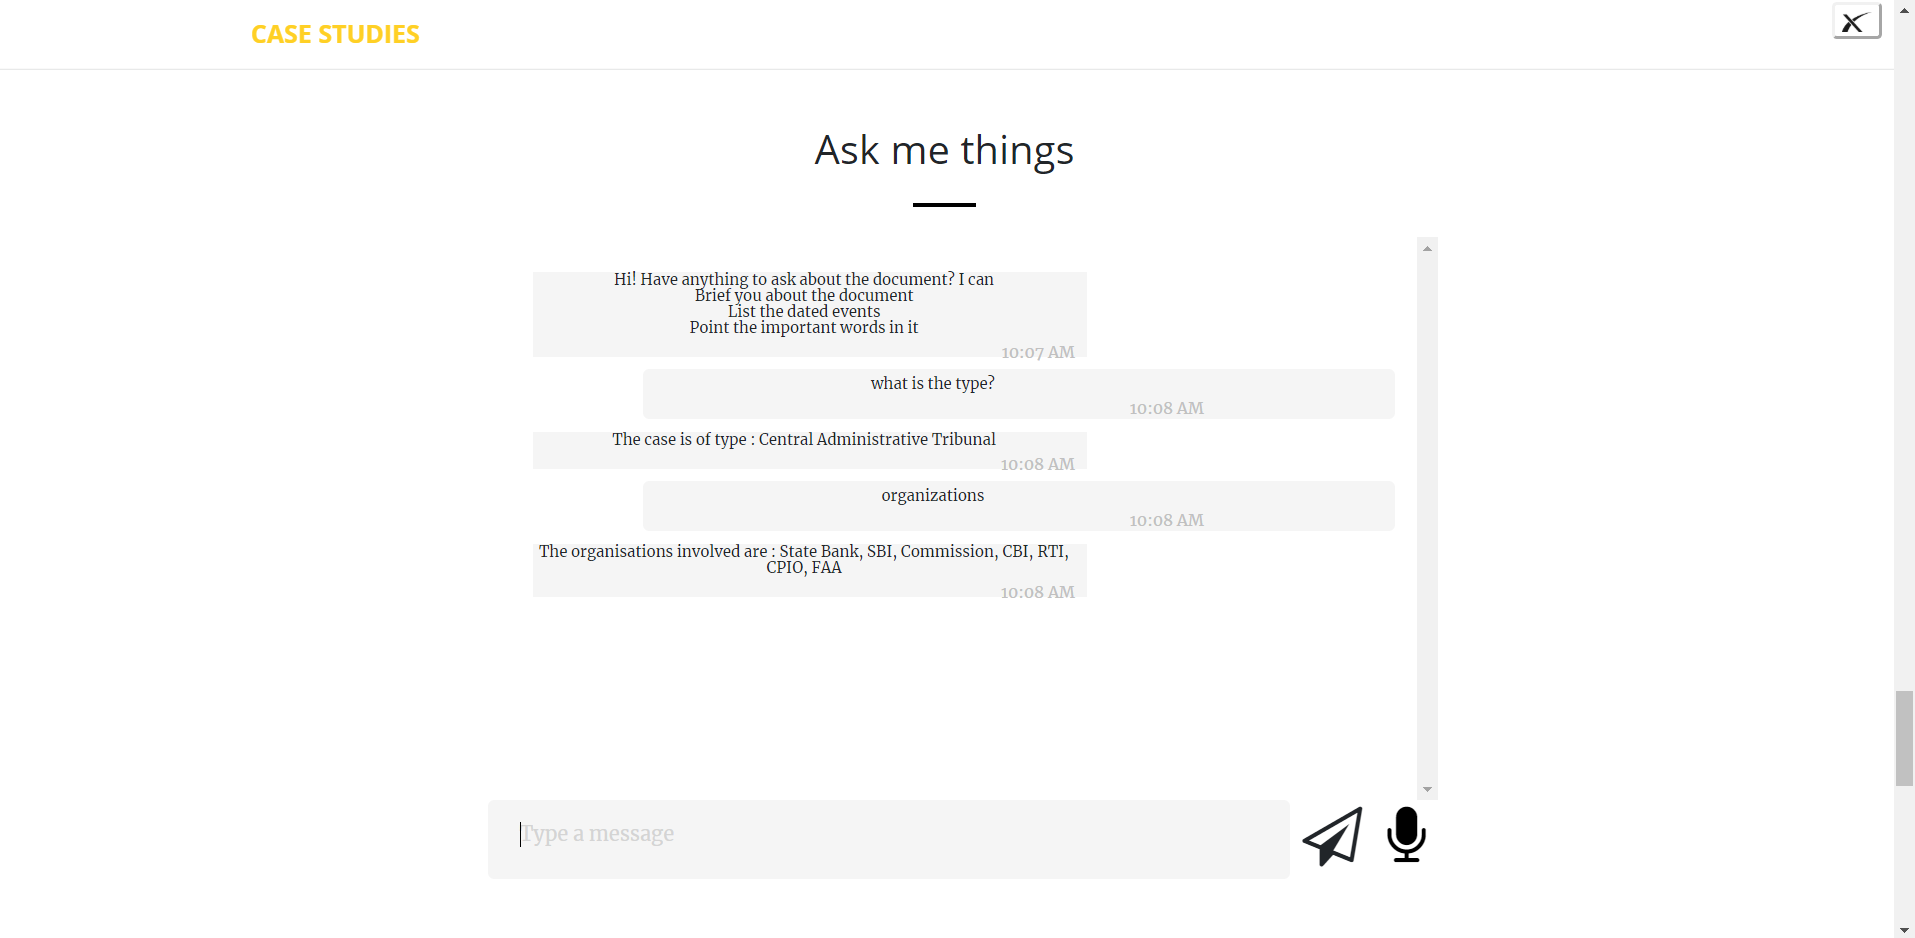 CASE STUDIES
Ask me things
Hi! Have anything to ask about the document? I can
Brief you about the document
List the dated events
Point the important words in it
10:07 AM
what is the type?
10:08 AM
The case is of type : Central Administrative Tribunal
10:08 AM
organizations
10:08 AM
The organisations involved are : State Bank, SBI, Commission, CBI, RTI,
CPIO, FAA
10:08 AM
Type a message